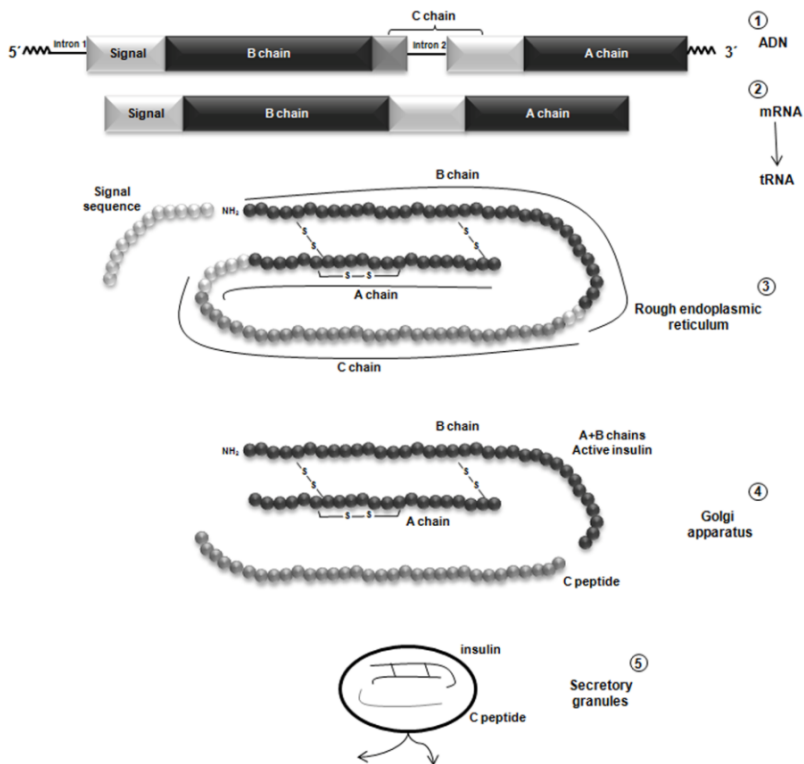 C chain
①
ADN
5´
Intron 1
Signal
B chain
Intron 2
A chain
3´
②
mRNA
Signal
B chain
A chain
tRNA
B chain
Signal
sequence
NH₂
S
S
S
S
S
S
A chain
③
Rough endoplasmic
reticulum
C chain
B chain
A+B chains
Active insulin
NH₂
S
S
S
S
S
S
A chain
④
Golgi
apparatus
C peptide
insulin
⑤
Secretory
granules
C peptide